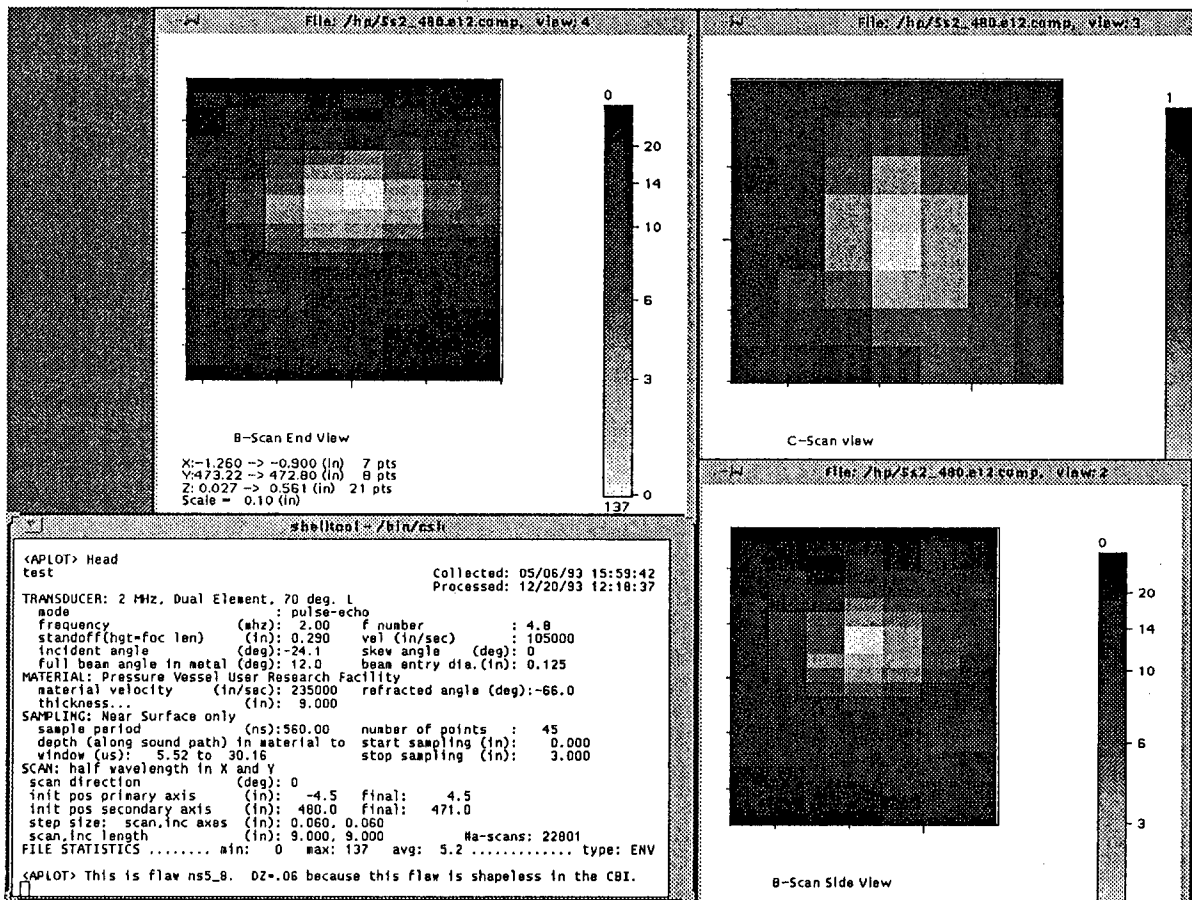 File: /hp/Ss2_480.e12.comp, view: 4
0
20
14
10
6
3
0
137
B-Scan End View
X:-1.260 -> -0.900 (in) 7 pts
Y:473.22 -> 472.80 (in) 8 pts
Z: 0.027 -> 0.561 (in) 21 pts
Scale = 0.10 (in)
File: /hp/Ss2_480.e12.comp, view: 3
1
C-Scan view
File: /hp/Ss2_480.e12.comp, view: 2
0
20
14
10
6
3
B-Scan Side View
shelltool - /bin/csh
<APLOT> Head
test Collected: 05/06/93 15:59:42
Processed: 12/20/93 12:18:37
TRANSDUCER: 2 MHz, Dual Element, 70 deg. L
mode : pulse-echo
frequency (mhz): 2.00 f number : 4.8
standoff(hgt=foc len) (in): 0.290 vel (in/sec) : 105000
incident angle (deg):-24.1 skew angle (deg): 0
full beam angle in metal (deg): 12.0 beam entry dia.(in): 0.125
MATERIAL: Pressure Vessel User Research Facility
material velocity (in/sec): 235000 refracted angle (deg):-66.0
thickness... (in): 9.000
SAMPLING: Near Surface only
sample period (ns):560.00 number of points : 45
depth (along sound path) in material to start sampling (in): 0.000
window (us): 5.52 to 30.16 stop sampling (in): 3.000
SCAN: half wavelength in X and Y
scan direction (deg): 0
init pos primary axis (in): -4.5 final: 4.5
init pos secondary axis (in): 480.0 final: 471.0
step size: scan,inc axes (in): 0.060, 0.060
scan,inc length (in): 9.000, 9.000 #a-scans: 22801
FILE STATISTICS ........ min: 0 max: 137 avg: 5.2 ............. type: ENV
<APLOT> This is flaw ns5_8. DZ=.06 because this flaw is shapeless in the CBI.